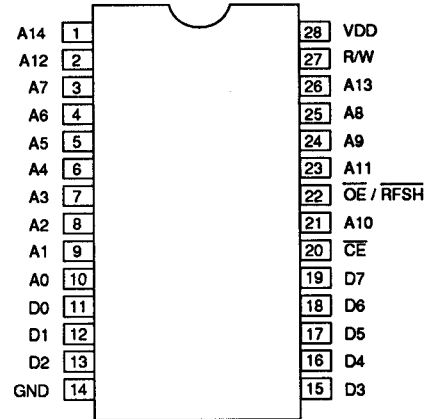 A14 1 28 VDD
A12 2 27 R/W
A7 3 26 A13
A6 4 25 A8
A5 5 24 A9
A4 6 23 A11
A3 7 22 OE / RFSH
A2 8 21 A10
A1 9 20 CE
A0 10 19 D7
D0 11 18 D6
D1 12 17 D5
D2 13 16 D4
GND 14 15 D3